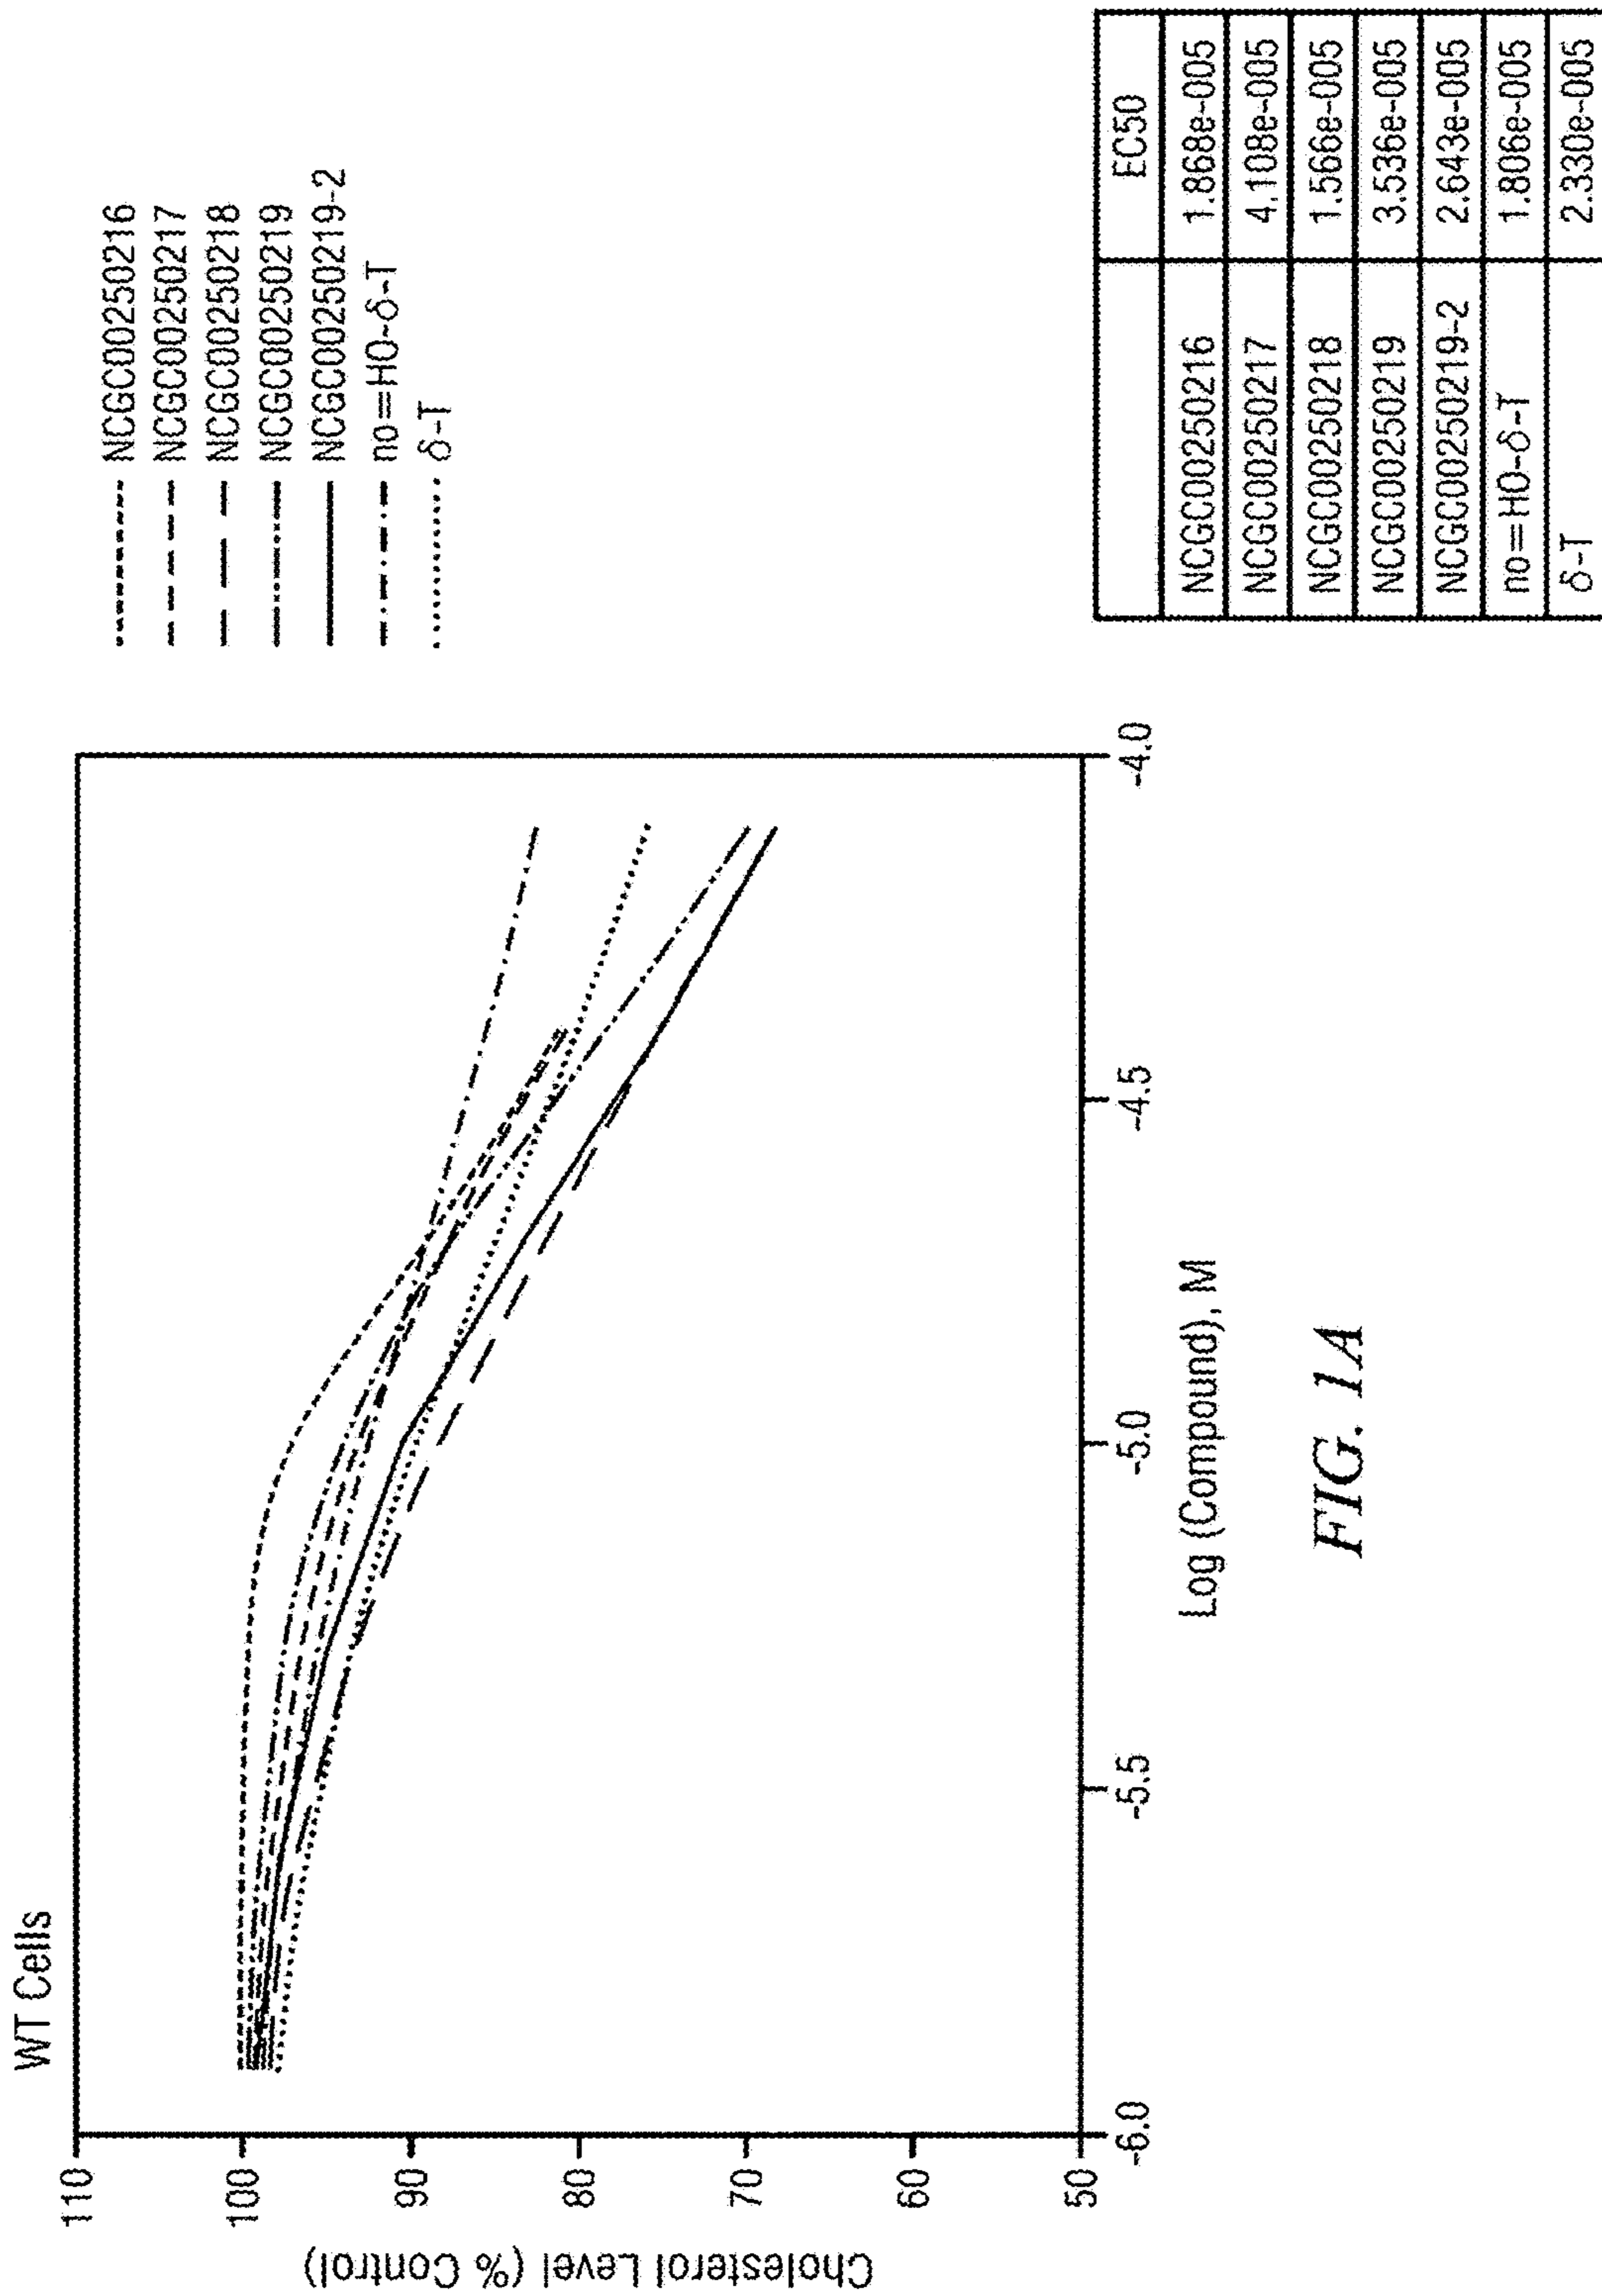 WT Cells
110
100
90
80
70
60
50
Cholesterol Level (% Control)
-6.0
-5.5
-5.0
-4.5
-4.0
Log (Compound), M
NCGC00250216
NCGC00250217
NCGC00250218
NCGC00250219
NCGC00250219-2
no=HO-δ-T
δ-T
EC50
NCGC00250216 1.868e-005
NCGC00250217 4.108e-005
NCGC00250218 1.566e-005
NCGC00250219 3.536e-005
NCGC00250219-2 2.643e-005
no=HO-δ-T 1.806e-005
δ-T 2.330e-005
FIG. 1A